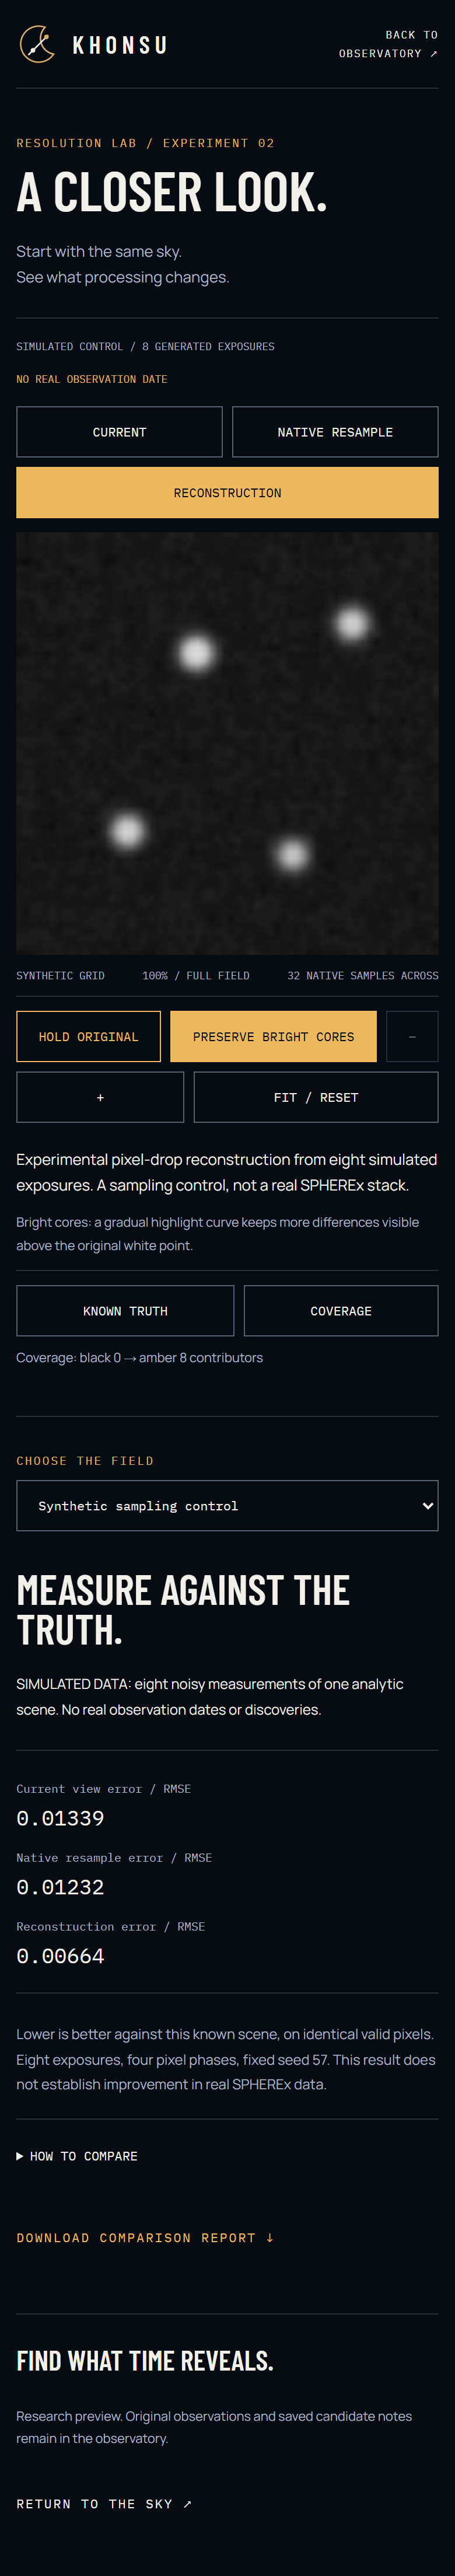 KHONSU
BACK TO
OBSERVATORY ↗
RESOLUTION LAB / EXPERIMENT 02
A CLOSER LOOK.
Start with the same sky.
See what processing changes.
SIMULATED CONTROL / 8 GENERATED EXPOSURES
NO REAL OBSERVATION DATE
CURRENT
NATIVE RESAMPLE
RECONSTRUCTION
SYNTHETIC GRID
100% / FULL FIELD
32 NATIVE SAMPLES ACROSS
HOLD ORIGINAL
PRESERVE BRIGHT CORES
−
+
FIT / RESET
Experimental pixel-drop reconstruction from eight simulated
exposures. A sampling control, not a real SPHEREx stack.
Bright cores: a gradual highlight curve keeps more differences visible
above the original white point.
KNOWN TRUTH
COVERAGE
Coverage: black 0 → amber 8 contributors
CHOOSE THE FIELD
Synthetic sampling control
MEASURE AGAINST THE
TRUTH.
SIMULATED DATA: eight noisy measurements of one analytic
scene. No real observation dates or discoveries.
Current view error / RMSE
0.01339
Native resample error / RMSE
0.01232
Reconstruction error / RMSE
0.00664
Lower is better against this known scene, on identical valid pixels.
Eight exposures, four pixel phases, fixed seed 57. This result does
not establish improvement in real SPHEREx data.
▶ HOW TO COMPARE
DOWNLOAD COMPARISON REPORT ↓
FIND WHAT TIME REVEALS.
Research preview. Original observations and saved candidate notes
remain in the observatory.
RETURN TO THE SKY ↗